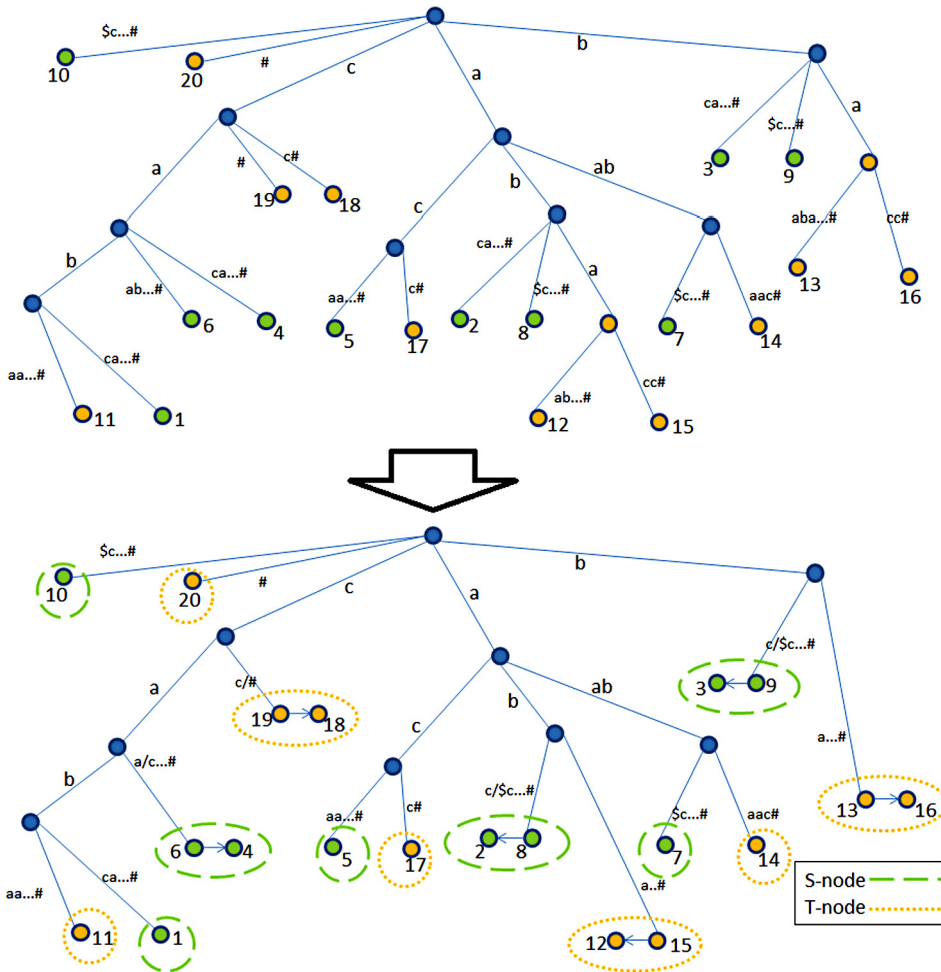 $c...#
b
10
20
#
c
a
ca...#
$c...#
a
3
9
a
#
c#
19
18
c
b
ab
aba...#
cc#
13
16
b
ab...#
ca...#
6
4
aa...#
c#
5
17
ca...#
$c...#
a
2
8
$c...#
aac#
7
14
aa...#
ca...#
11
1
ab...#
cc#
12
15
$c...#
b
10
20
#
c
a
c/$c...#
3
9
a
c/#
19
18
c
b
ab
a...#
13
16
b
a/c...#
6
4
aa...#
c#
5
17
c/$c...#
2
8
$c...#
aac#
7
14
aa...#
ca...#
11
1
a..#
12
15
S-node
T-node